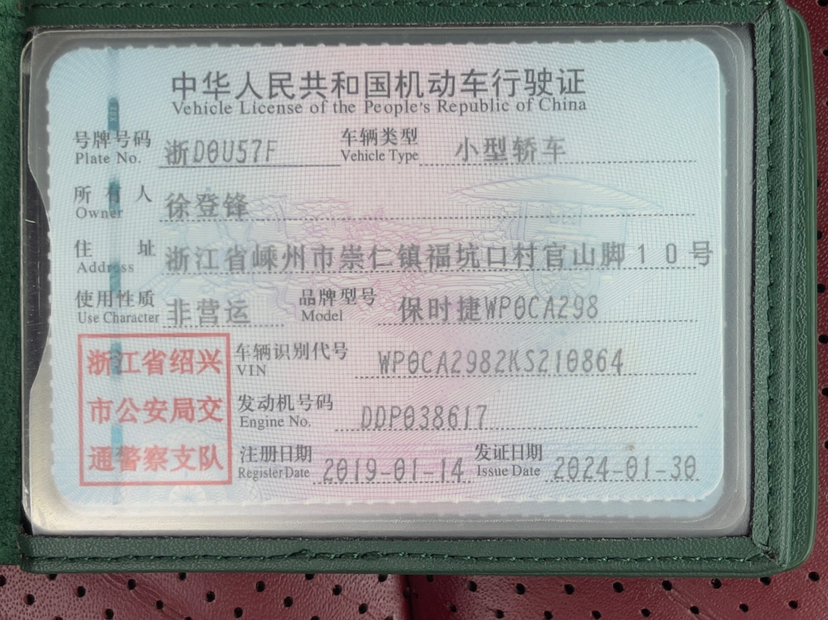 中华人民共和国机动车行驶证
Vehicle License of the People's Republic of China
号牌号码 浙D0U57F 车辆类型 小型轿车
Plate No. Vehicle Type
所有人 徐登锋
Owner
住址 浙江省嵊州市崇仁镇福坑口村官山脚10号
Address
使用性质 非营运 品牌型号 保时捷WP0CA298
Use Character Model
浙江省绍兴
市公安局交
通警察支队
车辆识别代号 WP0CA2982KS210864
VIN
发动机号码 DDP038617
Engine No.
注册日期 2019-01-14 发证日期 2024-01-30
Register Date Issue Date